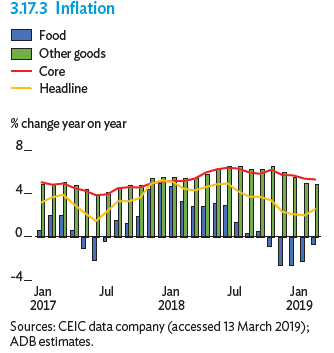 3.17.3 Inflation
Food
Other goods
Core
Headline
% change year on year
8
4
0
-4
Jan Jul Jan Jul Jan
2017 2018 2019
Sources: CEIC data company (accessed 13 March 2019);
ADB estimates.